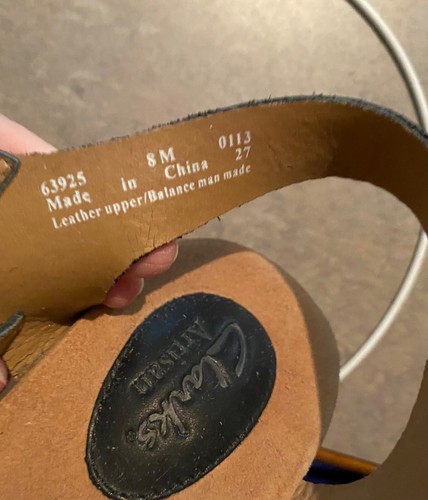 63925 8 M 0113
Made in China 27
Leather upper/Balance man made
Clarks
Artisan